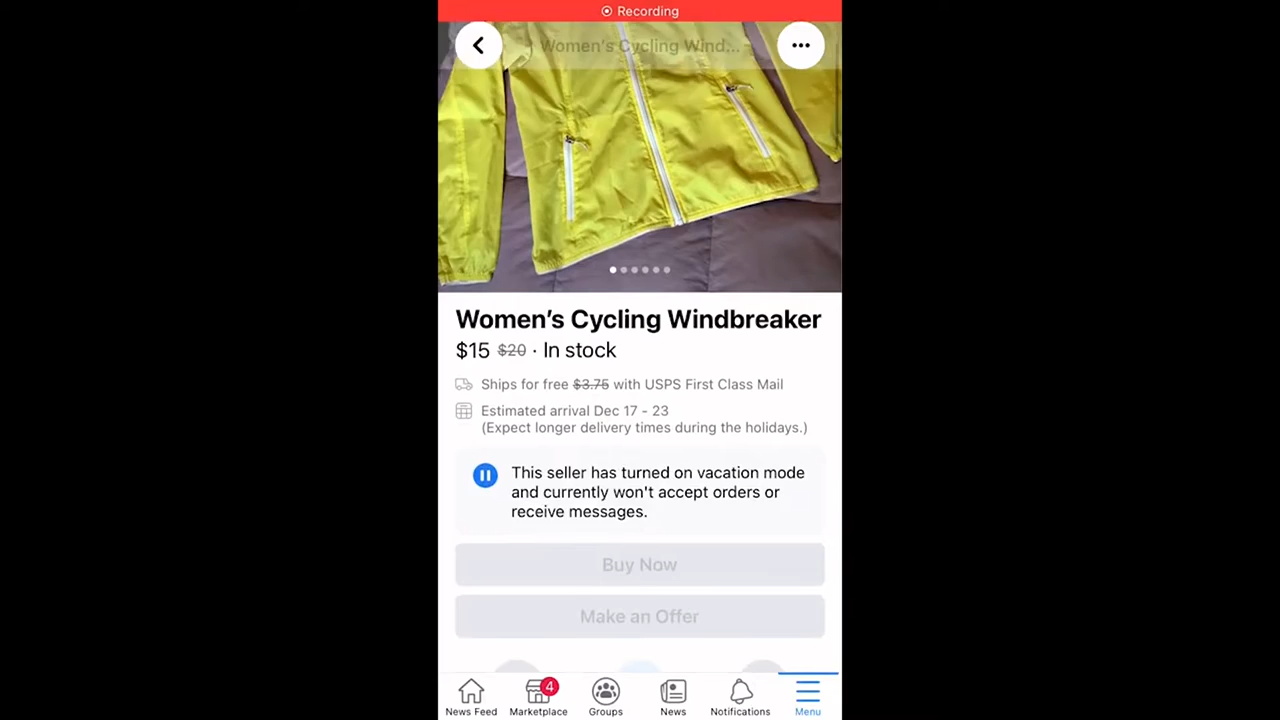 Recording
Women's Cycling Wind...
Women's Cycling Windbreaker
$15 $20 · In stock
Ships for free $3.75 with USPS First Class Mail
Estimated arrival Dec 17 - 23
(Expect longer delivery times during the holidays.)
This seller has turned on vacation mode
and currently won't accept orders or
receive messages.
Buy Now
Make an Offer
4
News Feed Marketplace Groups News Notifications Menu